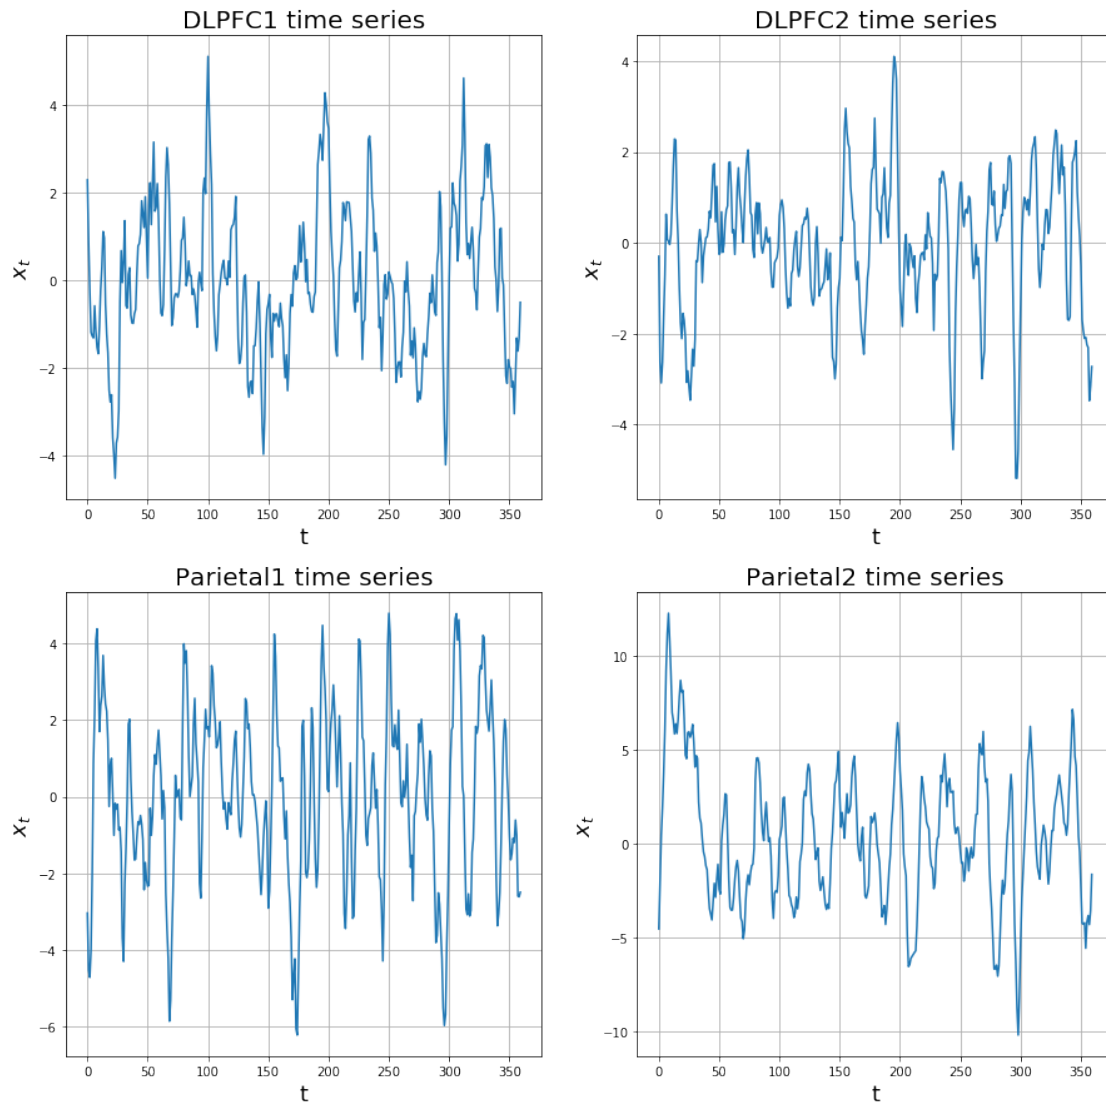 DLPFC1 time series
4
2
0
−2
−4
x_t
0 50 100 150 200 250 300 350
t
DLPFC2 time series
4
2
0
−2
−4
x_t
0 50 100 150 200 250 300 350
t
Parietal1 time series
4
2
0
−2
−4
−6
x_t
0 50 100 150 200 250 300 350
t
Parietal2 time series
10
5
0
−5
−10
x_t
0 50 100 150 200 250 300 350
t